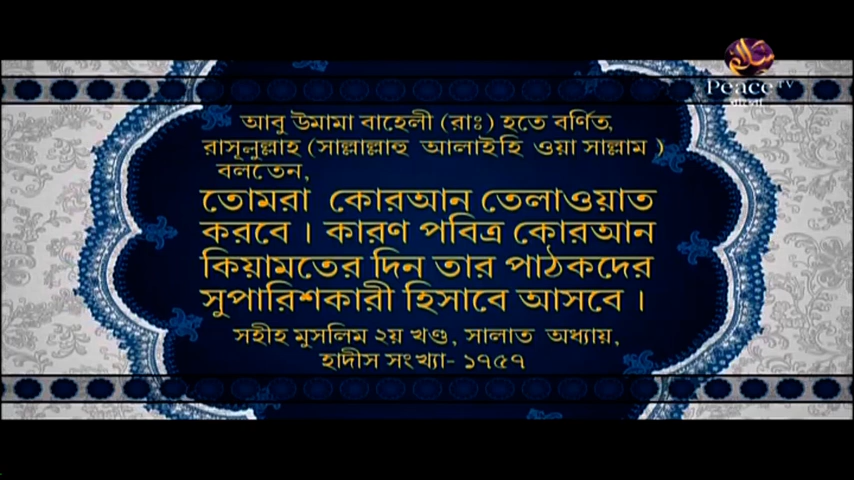 Peace TV
বাংলা
আবু উমামা বাহেলী (রাঃ) হতে বর্ণিত,
রাসূলুল্লাহ (সাল্লাল্লাহু আলাইহি ওয়া সাল্লাম )
বলতেন,
তোমরা কোরআন তেলাওয়াত
করবে । কারণ পবিত্র কোরআন
কিয়ামতের দিন তার পাঠকদের
সুপারিশকারী হিসাবে আসবে ।
সহীহ মুসলিম ২য় খণ্ড, সালাত অধ্যায়,
হাদীস সংখ্যা- ১৭৫৭